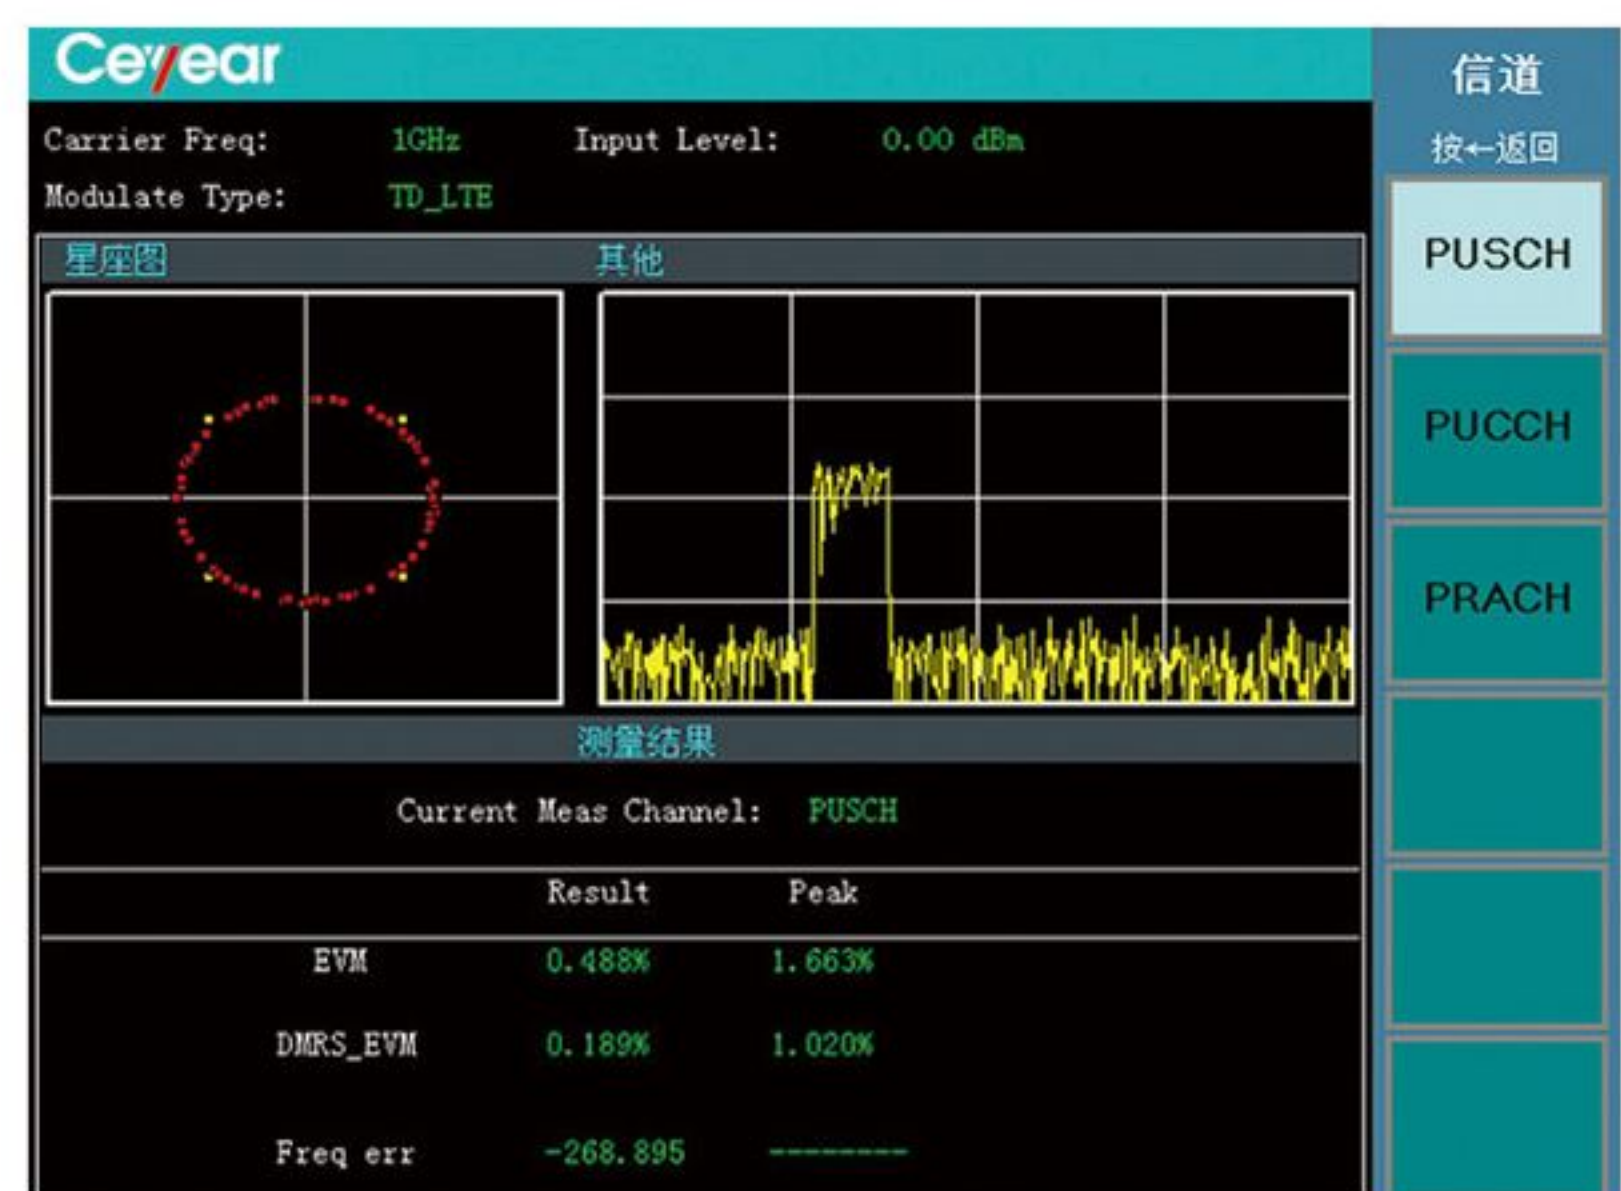 Ceyear
信道
按←返回
Carrier Freq: 1GHz Input Level: 0.00 dBm
Modulate Type: TD_LTE
星座图 其他
PUSCH
PUCCH
PRACH
测量结果
Current Meas Channel: PUSCH
Result Peak
EVM 0.488% 1.663%
DMRS_EVM 0.189% 1.020%
Freq err -268.895 --------